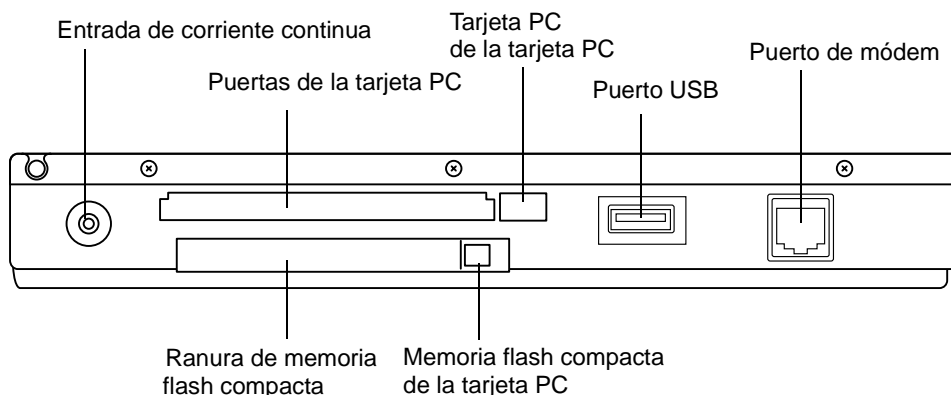 Entrada de corriente continua
Tarjeta PC
de la tarjeta PC
Puertas de la tarjeta PC
Puerto USB
Puerto de módem
Ranura de memoria
flash compacta
Memoria flash compacta
de la tarjeta PC